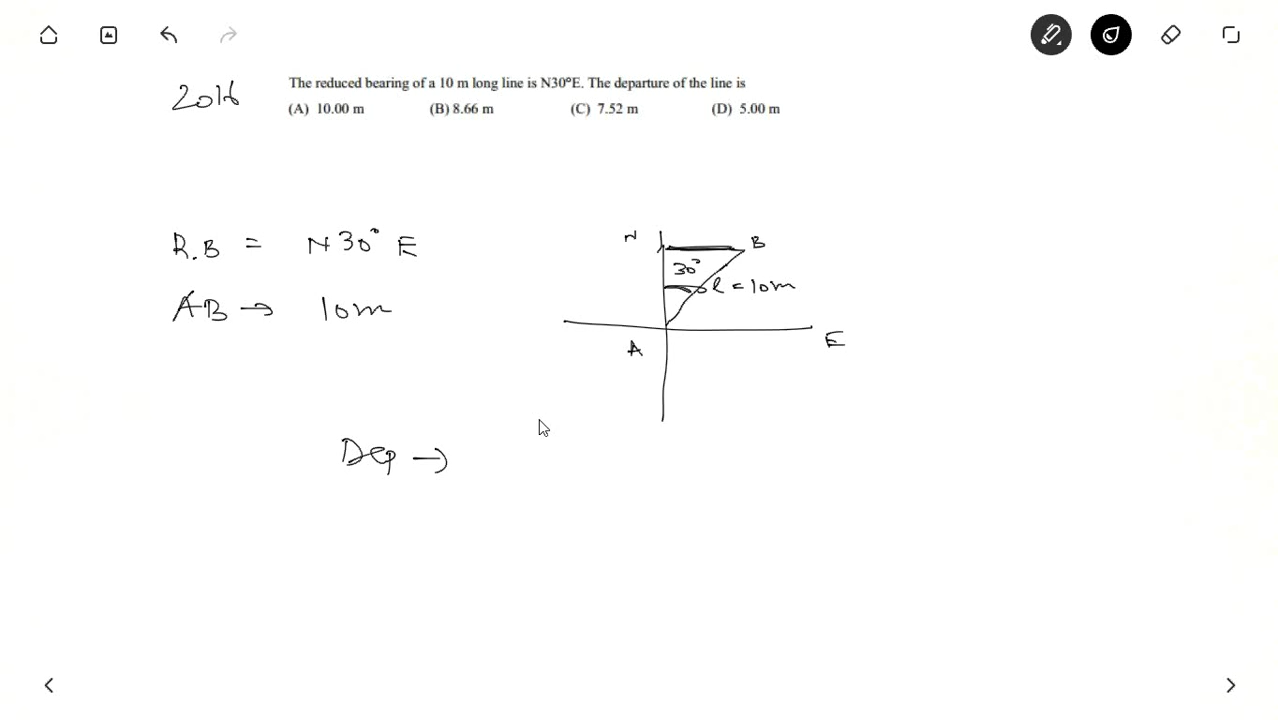 2016
The reduced bearing of a 10 m long line is N30°E. The departure of the line is
(A) 10.00 m (B) 8.66 m (C) 7.52 m (D) 5.00 m
R.B = N 30° E
AB → 10m
N
B
30°
l = 10m
A
E
Dep →